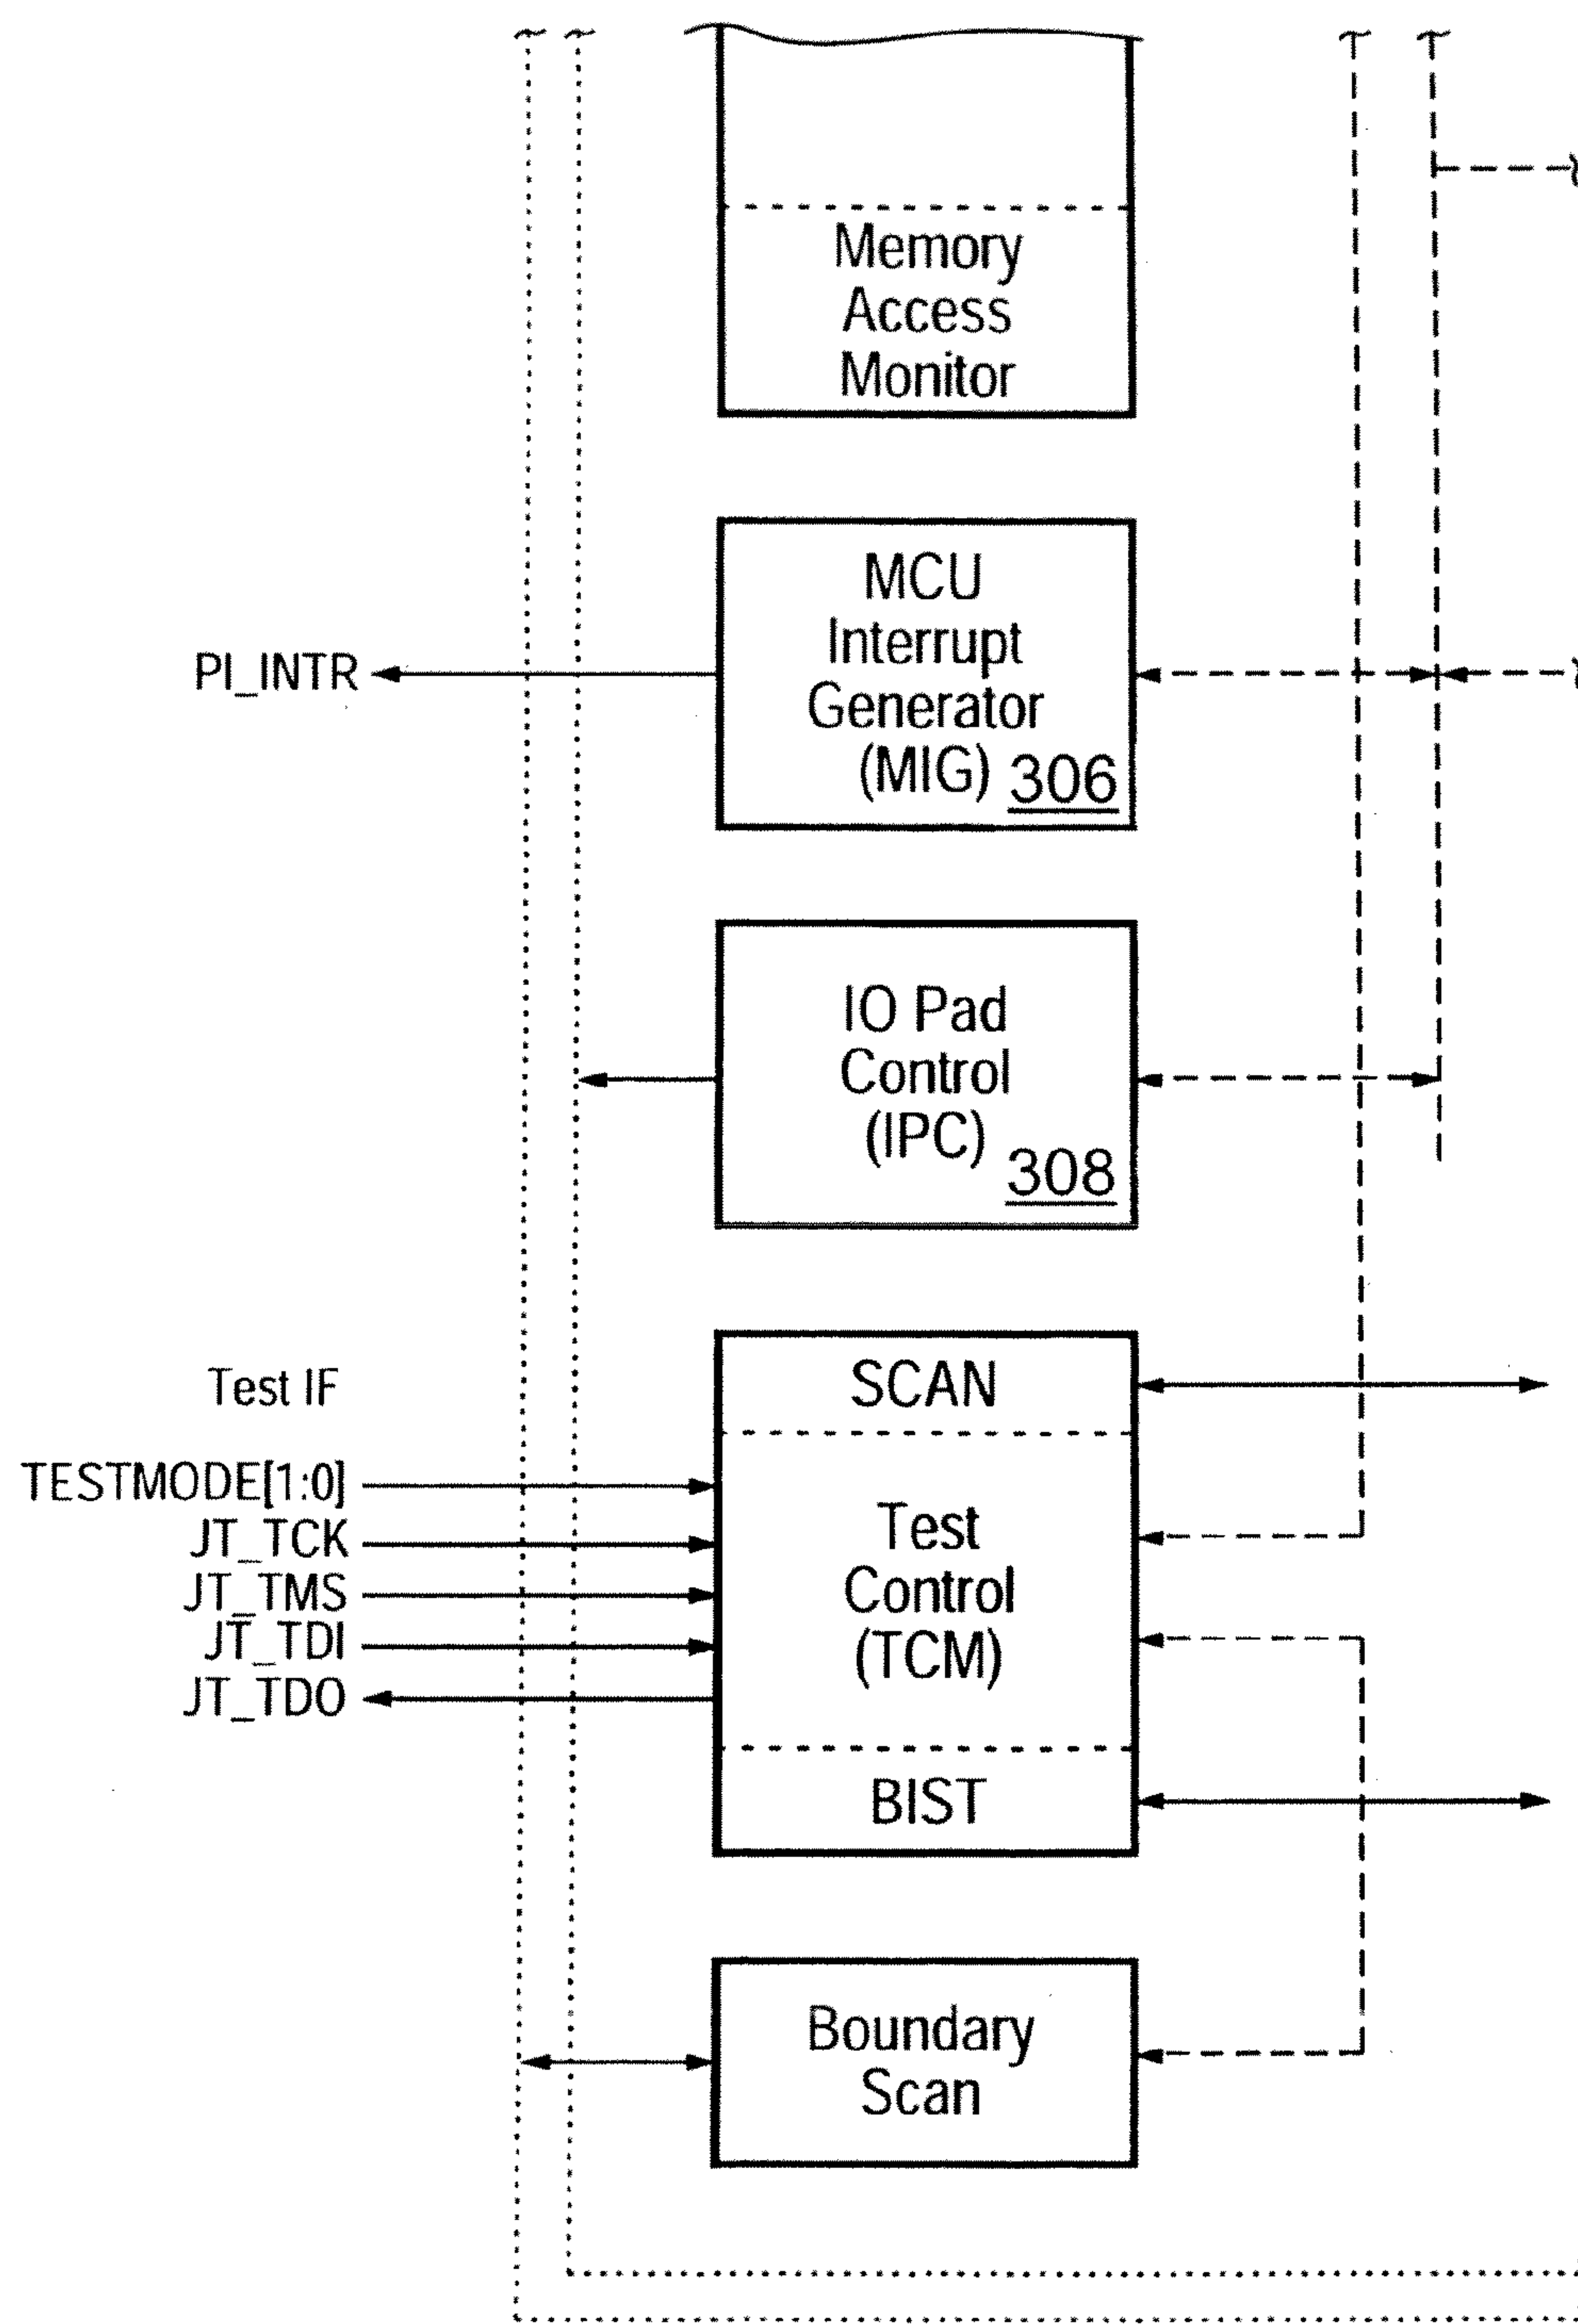 Memory
Access
Monitor
MCU
Interrupt
Generator
(MIG) 306
PI_INTR
IO Pad
Control
(IPC)
308
Test IF
TESTMODE[1:0]
JT_TCK
JT_TMS
JT_TDI
JT_TDO
SCAN
Test
Control
(TCM)
BIST
Boundary
Scan